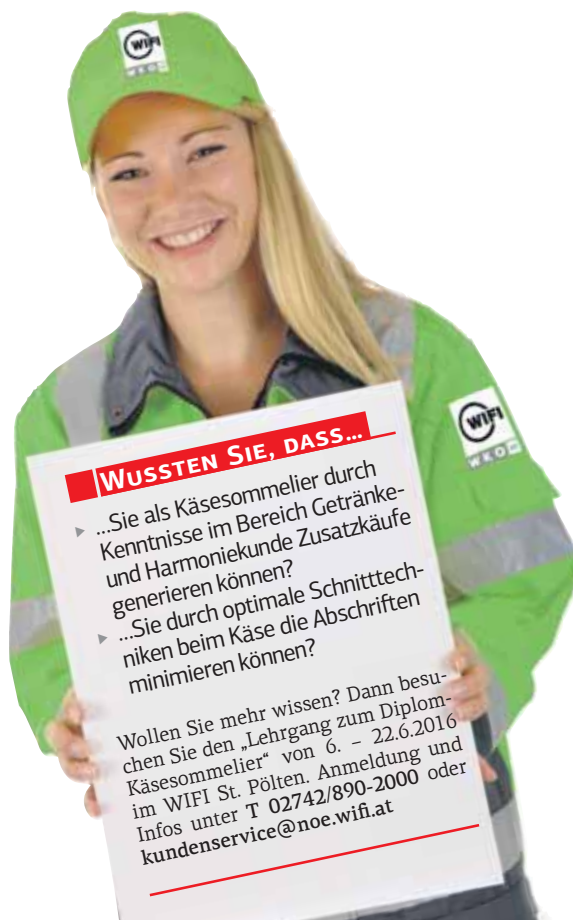 WIFI
WKO
WUSSTEN SIE, DASS...
...Sie als Käsesommelier durch
Kenntnisse im Bereich Getränke-
und Harmoniekunde Zusatzkäufe
generieren können?
...Sie durch optimale Schnitttech-
niken beim Käse die Abschriften
minimieren können?
Wollen Sie mehr wissen? Dann besu-
chen Sie den „Lehrgang zum Diplom-
Käsesommelier“ von 6. – 22.6.2016
im WIFI St. Pölten. Anmeldung und
Infos unter T 02742/890-2000 oder
kundenservice@noe.wifi.at
WIFI
WKO